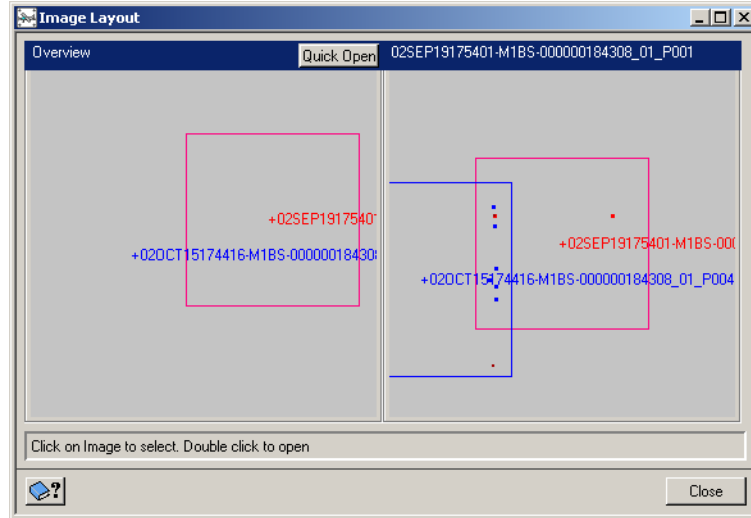 Image Layout
Overview
Quick Open
02SEP19175401-M1BS-000000184308_01_P001
+02SEP1917540
+02OCT15174416-M1BS-00000018430
+02SEP19175401-M1BS-00
+02OCT15174416-M1BS-000000184308_01_P004
Click on Image to select. Double click to open
?
Close